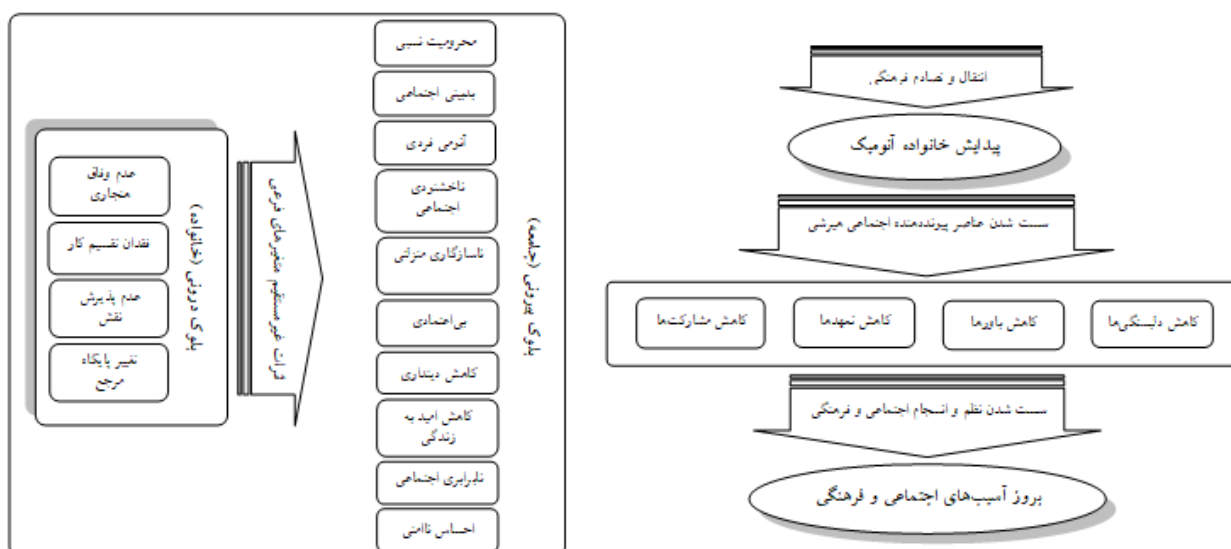 انتقال و تصادم فرهنگی
پیدایش خانواده آنومیک
سست شدن عناصر پیونددهنده اجتماعی هیرشی
کاهش دلبستگی‌ها
کاهش باورها
کاهش تعهدها
کاهش مشارکت‌ها
سست شدن نظم و انسجام اجتماعی و فرهنگی
بروز آسیب‌های اجتماعی و فرهنگی
بلوک بیرونی (جامعه)
محرومیت نسبی
بدبینی اجتماعی
آنومی فردی
ناخشنودی
اجتماعی
ناسازگاری منزلتی
بی‌اعتمادی
کاهش دینداری
کاهش امید به
زندگی
نابرابری اجتماعی
احساس ناامنی
ثرات غیرمستقیم متغیرهای فرعی
بلوک درونی (خانواده)
عدم وفاق
هنجاری
فقدان تقسیم کار
عدم پذیرش
نقش
تغییر پایگاه
مرجع